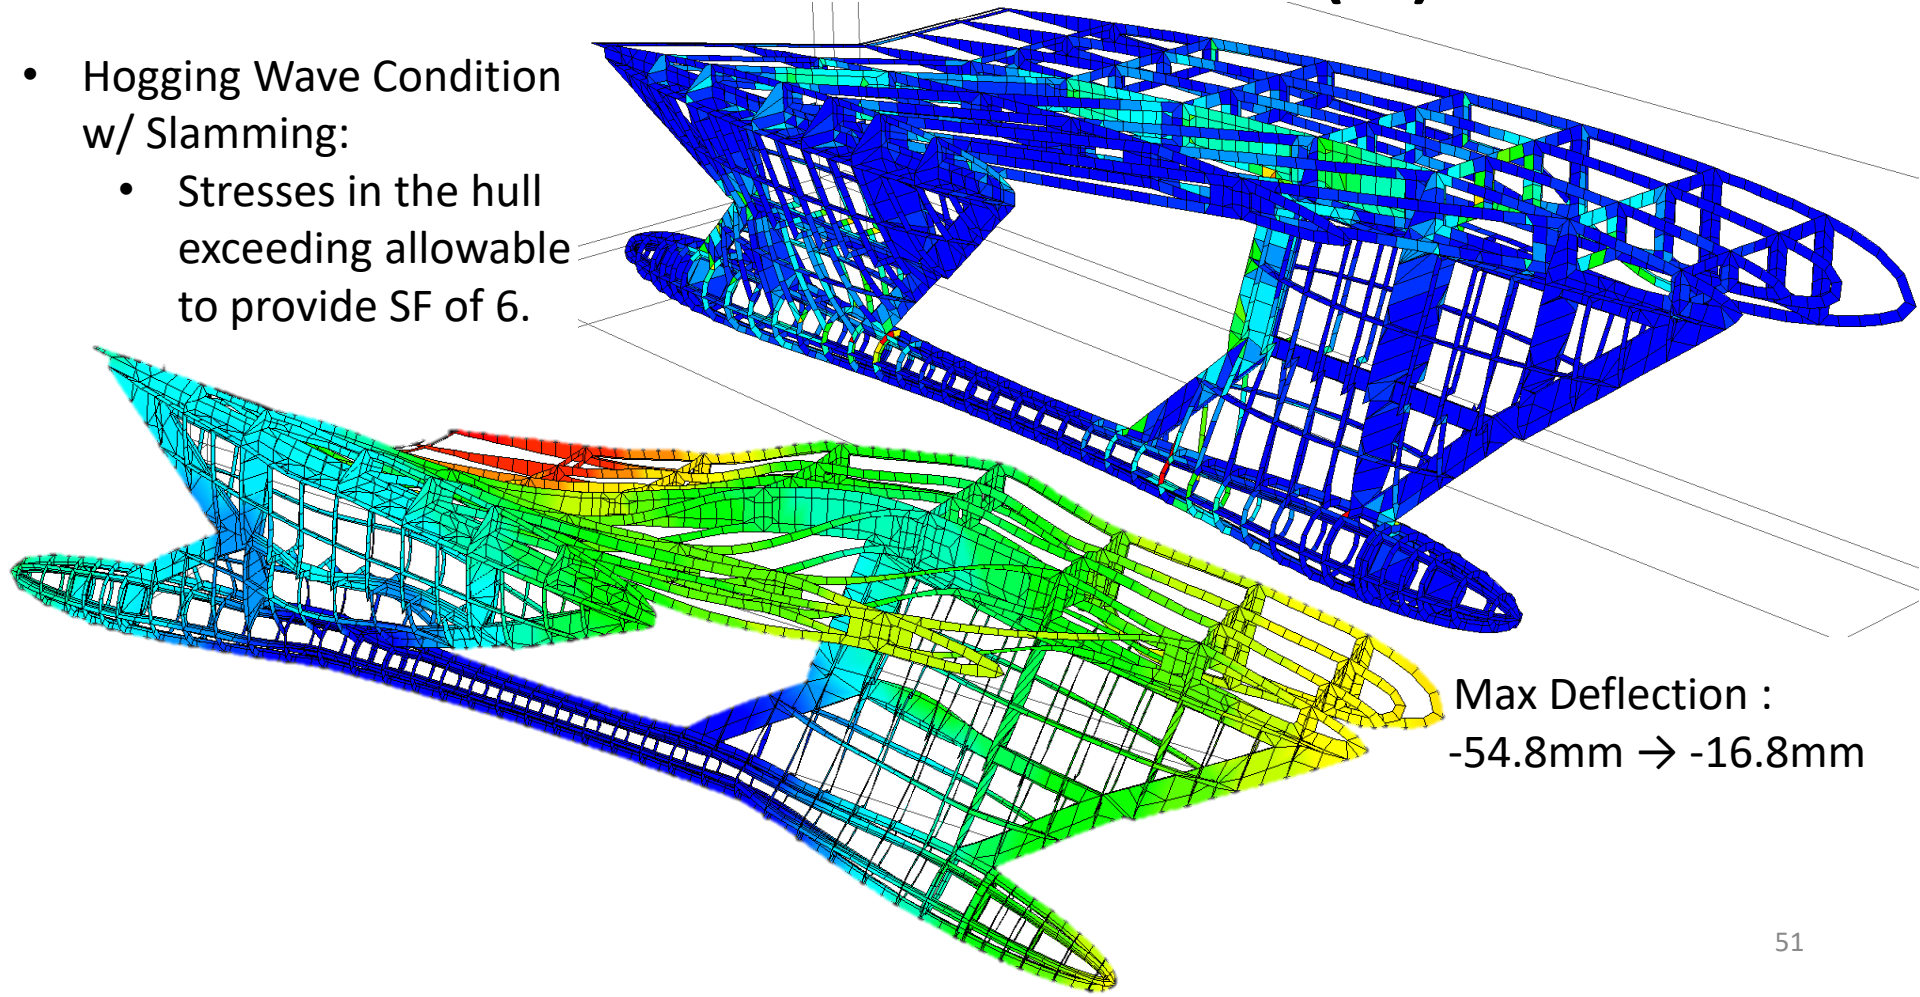 • Hogging Wave Condition
w/ Slamming:
• Stresses in the hull
exceeding allowable
to provide SF of 6.
Max Deflection :
-54.8mm → -16.8mm
51